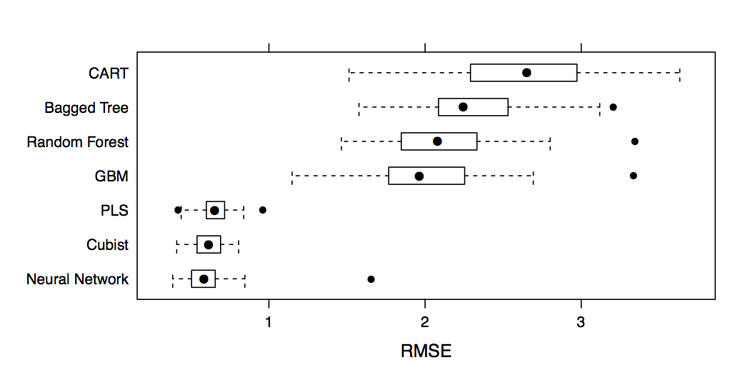 CART
Bagged Tree
Random Forest
GBM
PLS
Cubist
Neural Network
1 2 3
RMSE